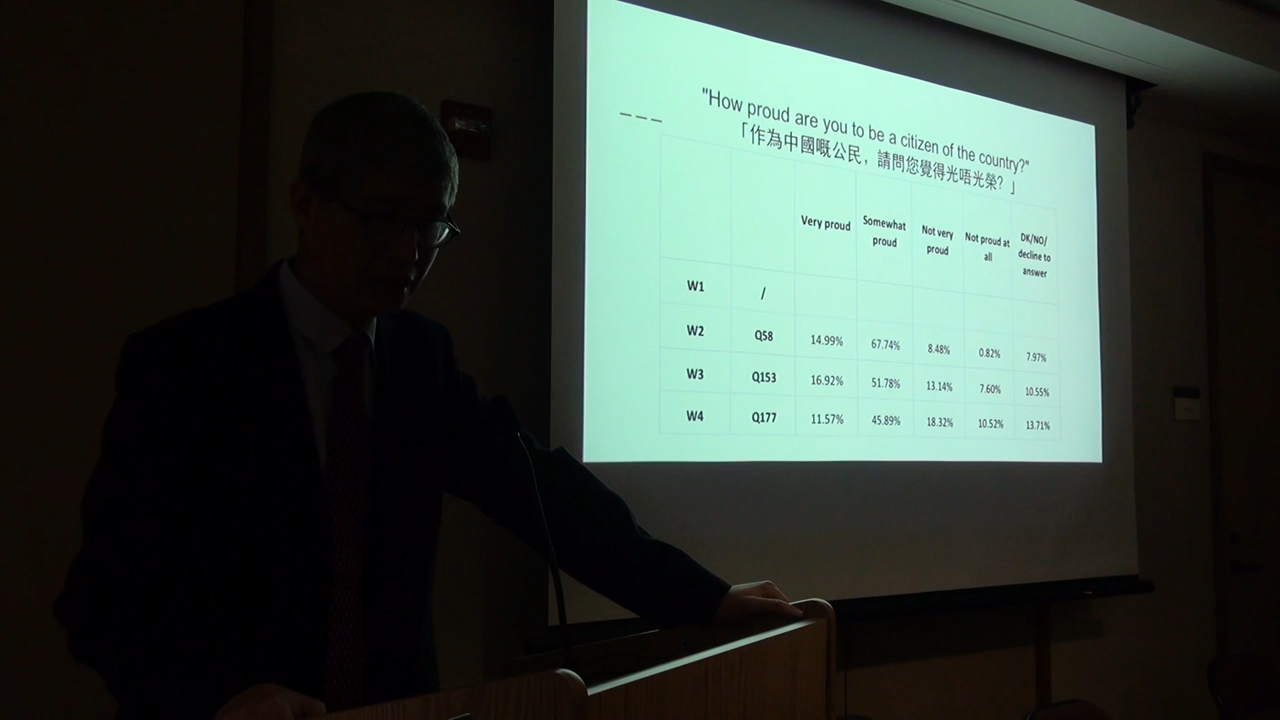 "How proud are you to be a citizen of the country?"
「作為中國嘅公民，請問您覺得光唔光榮？」
Very proud Somewhat proud Not very proud Not proud at all DK/NO/ decline to answer
W1 /
W2 Q58 14.99% 67.74% 8.48% 0.82% 7.97%
W3 Q153 16.92% 51.78% 13.14% 7.60% 10.55%
W4 Q177 11.57% 45.89% 18.32% 10.52% 13.71%